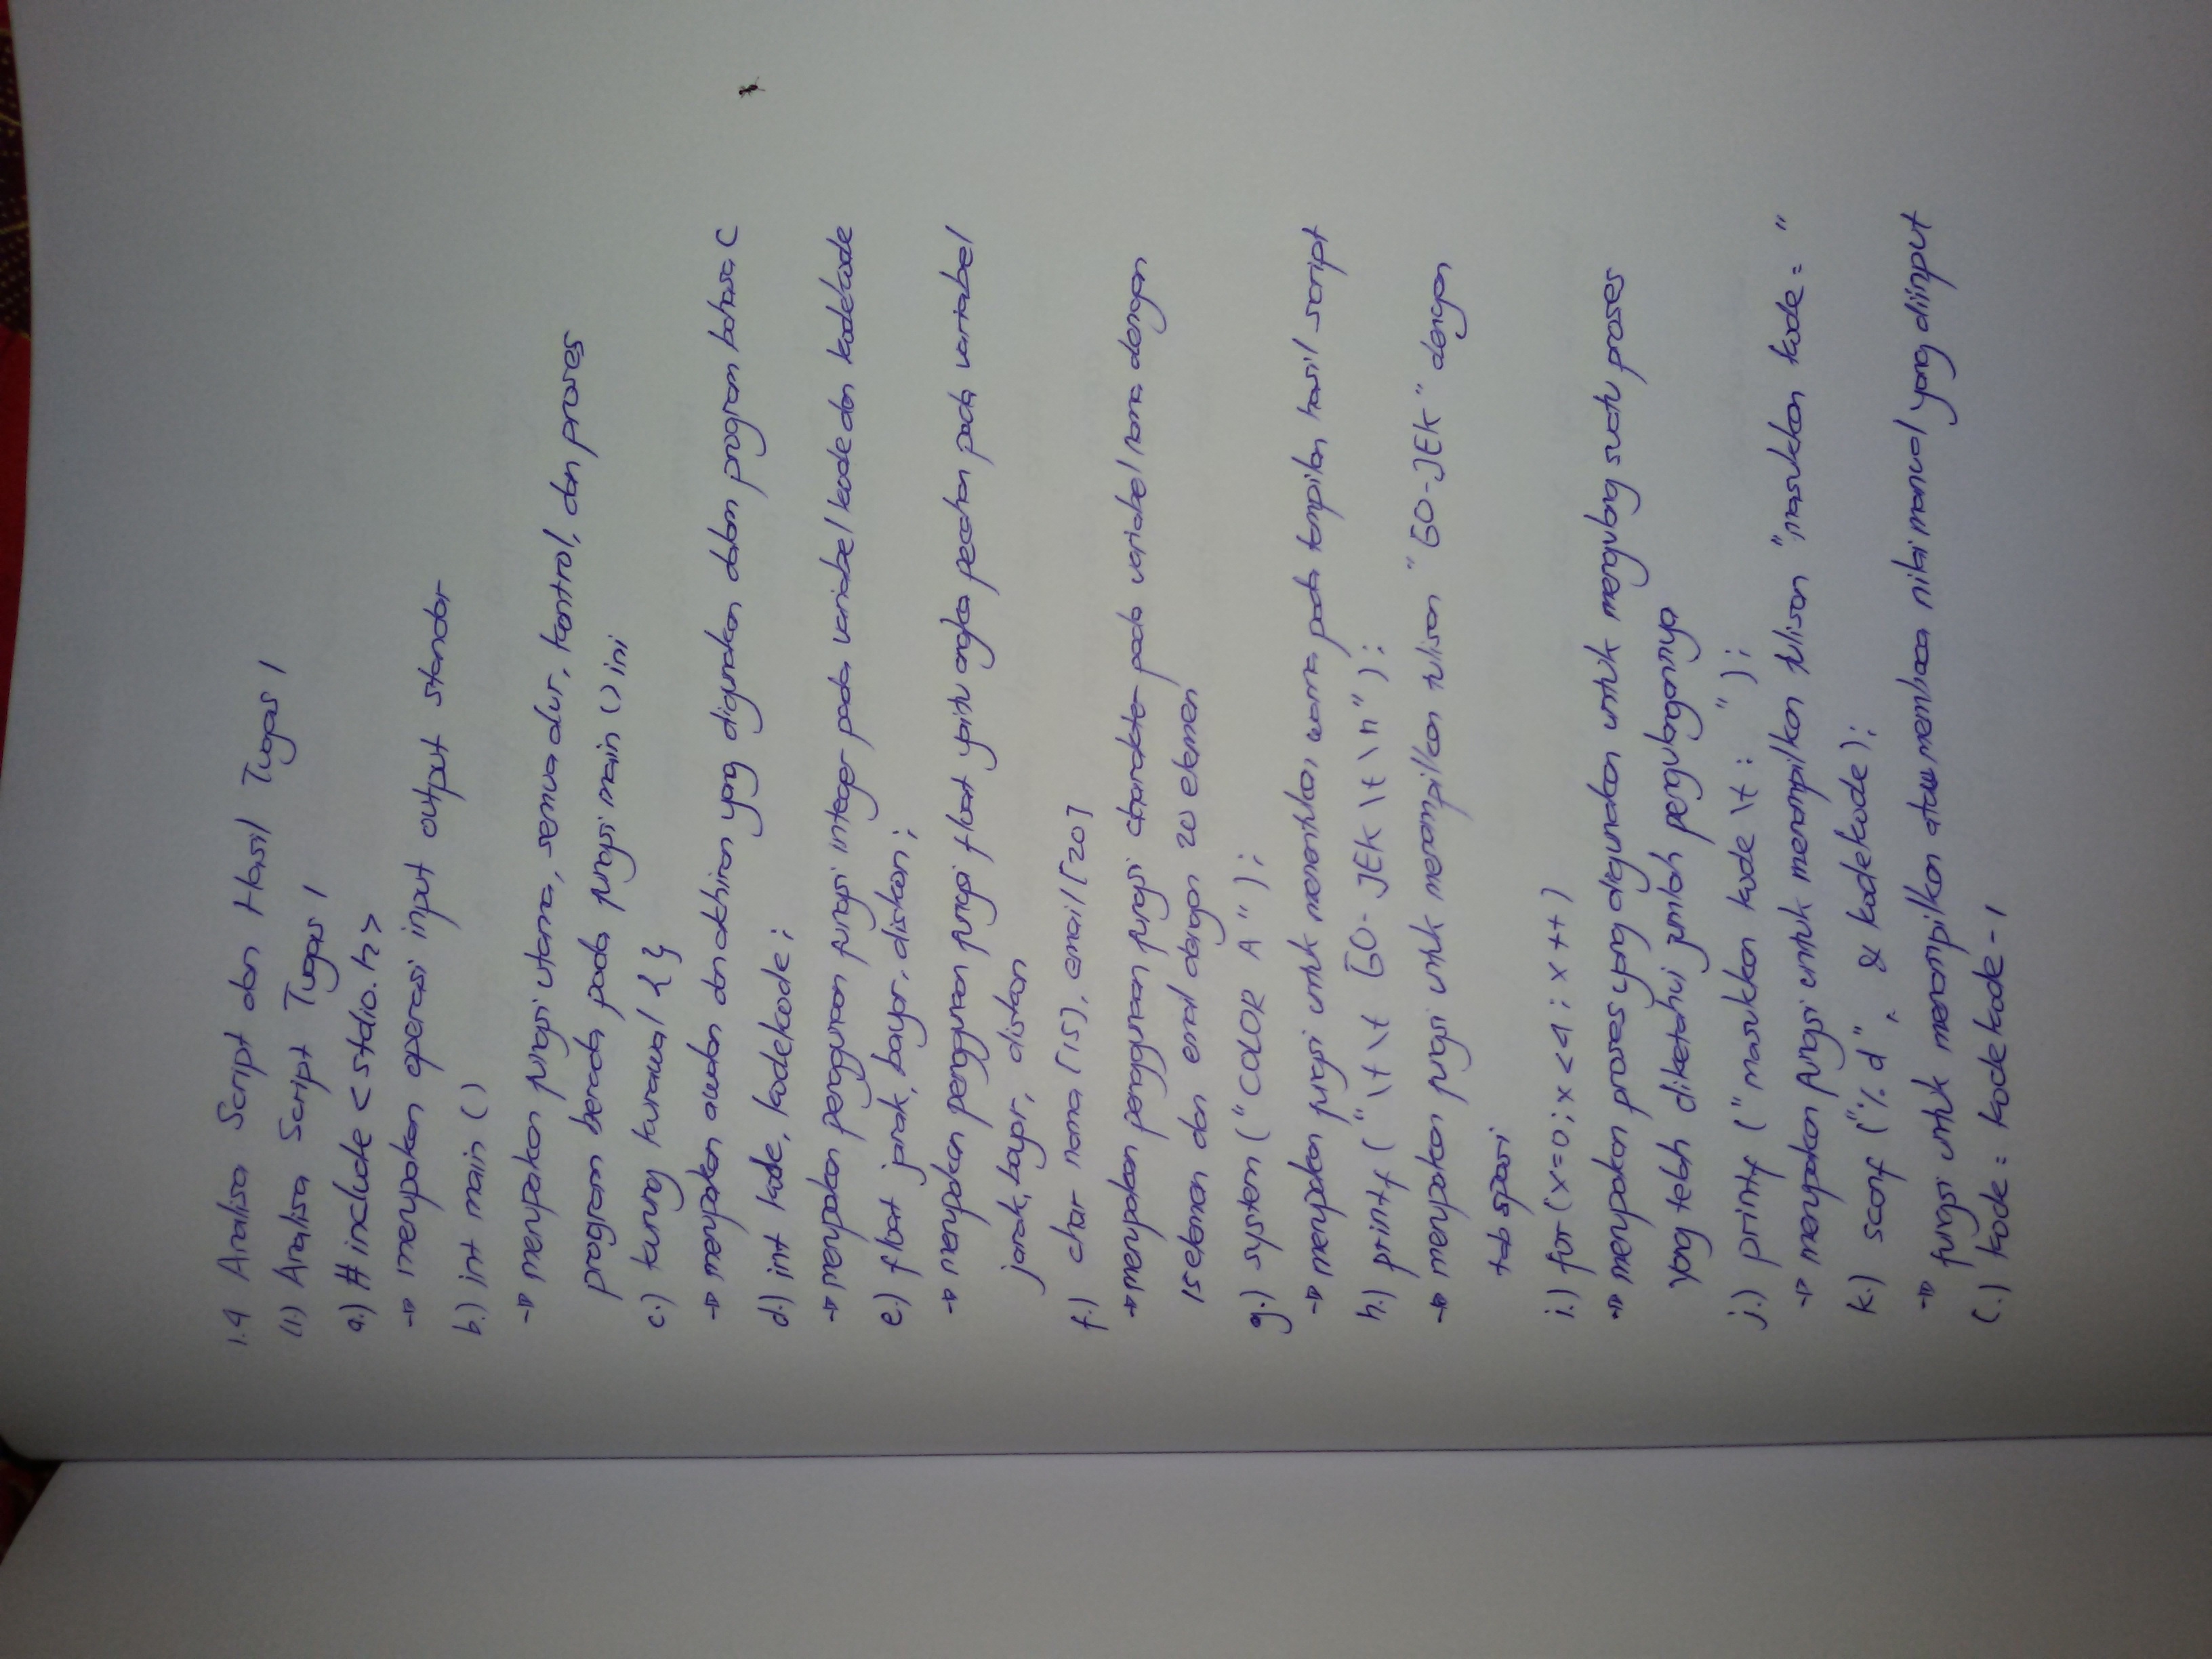 1.4 Analisa Script dan Hasil Tugas 1
(1.) Analisa Script Tugas 1
a.) # include < stdio. h >
→ merupakan operasi input output standar
b.) int main ( )
→ merupakan fungsi utama, semua alur, kontrol, dan proses
program berada pada fungsi main () ini
c.) kurung kurawal { }
→ merupakan awalan dan akhiran yang digunakan dalam program bahasa C
d.) int kode, kodekode ;
→ merupakan penggunaan fungsi integer pada variabel kode dan kodekode
e.) float jarak, bayar, diskon ;
→ merupakan penggunaan fungsi float yaitu angka pecahan pada variabel
jarak, bayar, diskon
f.) char nama [15], email [20]
→ merupakan penggunaan fungsi charakter pada variabel nama dengan
15 elemen dan email dengan 20 elemen
g.) system ( " COLOR A " ) ;
→ merupakan fungsi untuk menentukan warna pada tampilan hasil script
h.) printf ( " \t \t GO - JEK \t \n " ) ;
→ merupakan fungsi untuk menampilkan tulisan " GO - JEK " dengan
tab spasi
i.) for ( x = 0 ; x < 4 ; x ++ )
→ merupakan proses yang digunakan untuk mengulang suatu proses
yang telah diketahui jumlah pengulangannya
j.) printf ( " masukkan kode \t : " ) ;
→ merupakan fungsi untuk menampilkan tulisan " masukkan kode = "
k.) scanf ( " % d " , & kodekode ) ;
→ fungsi untuk menampilkan atau membaca nilai manual yang diinput
l.) kode = kodekode - 1